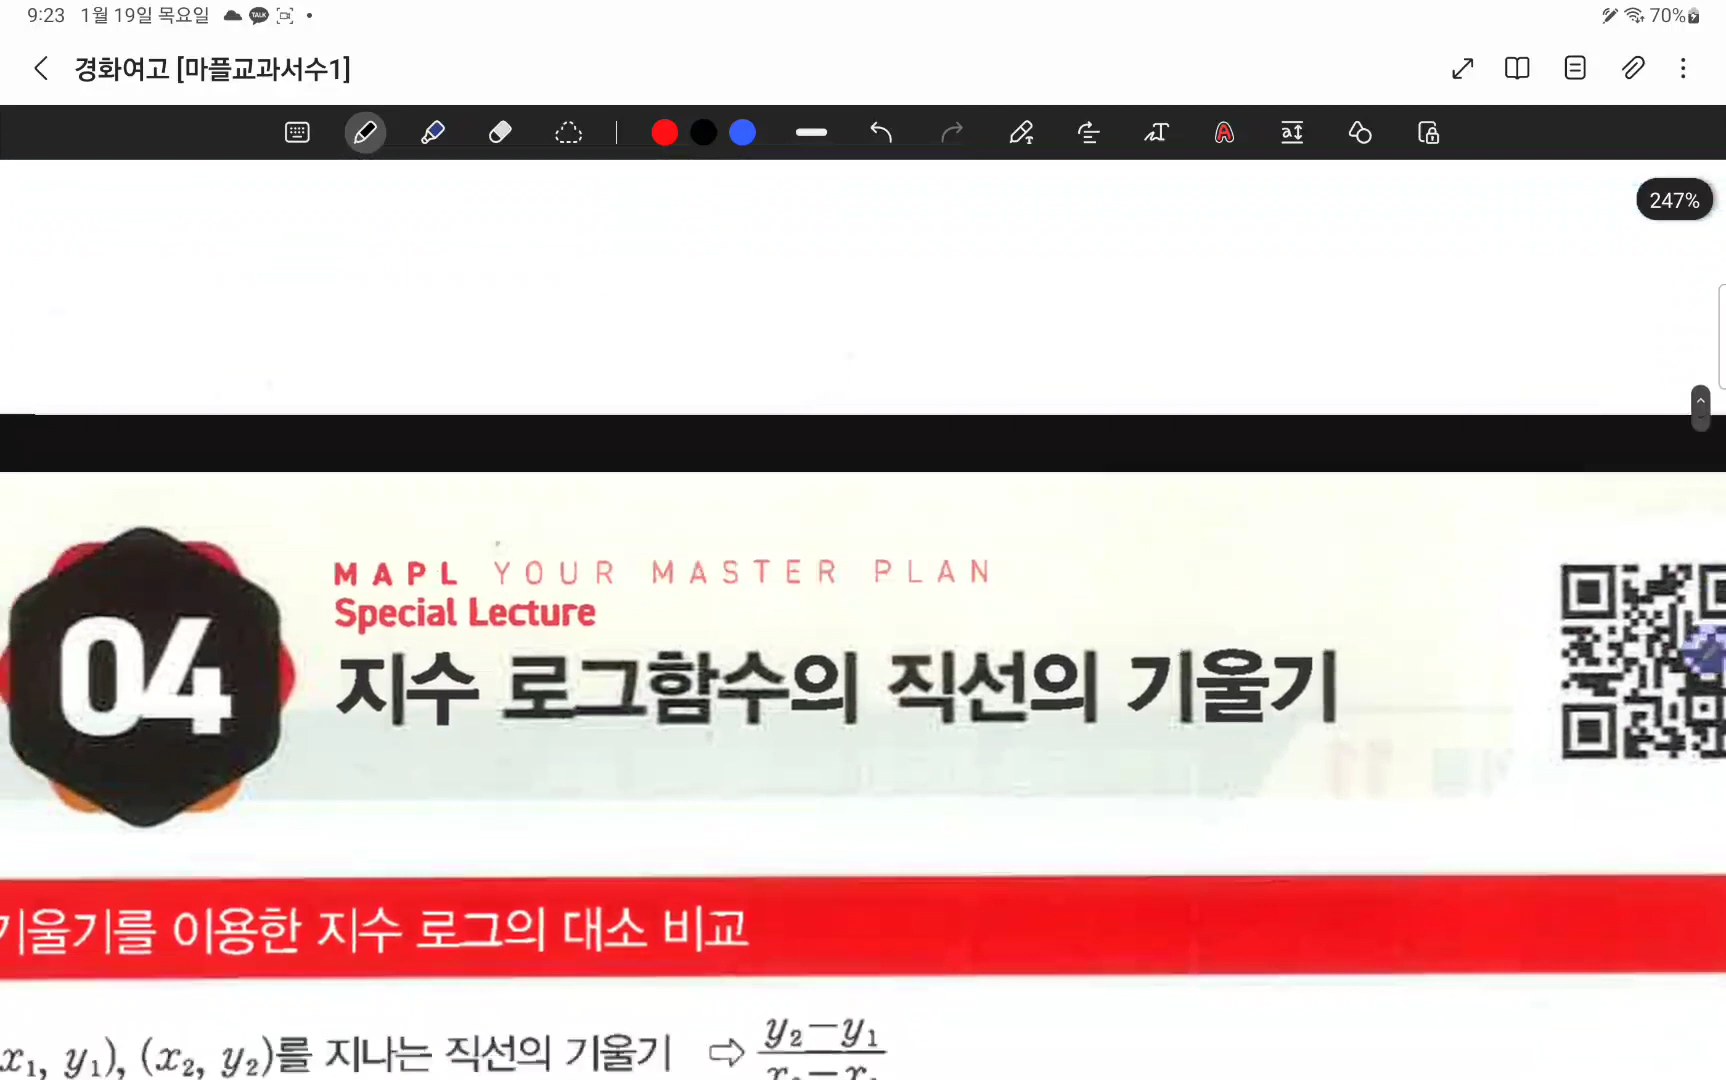 9:23 1월 19일 목요일
TALK
70%
경화여고 [마플교과서수1]
247%
04
MAPL YOUR MASTER PLAN
Special Lecture
지수 로그함수의 직선의 기울기
기울기를 이용한 지수 로그의 대소 비교
x₁, y₁), (x₂, y₂)를 지나는 직선의 기울기 ⇨ y₂−y₁
x₂−x₁